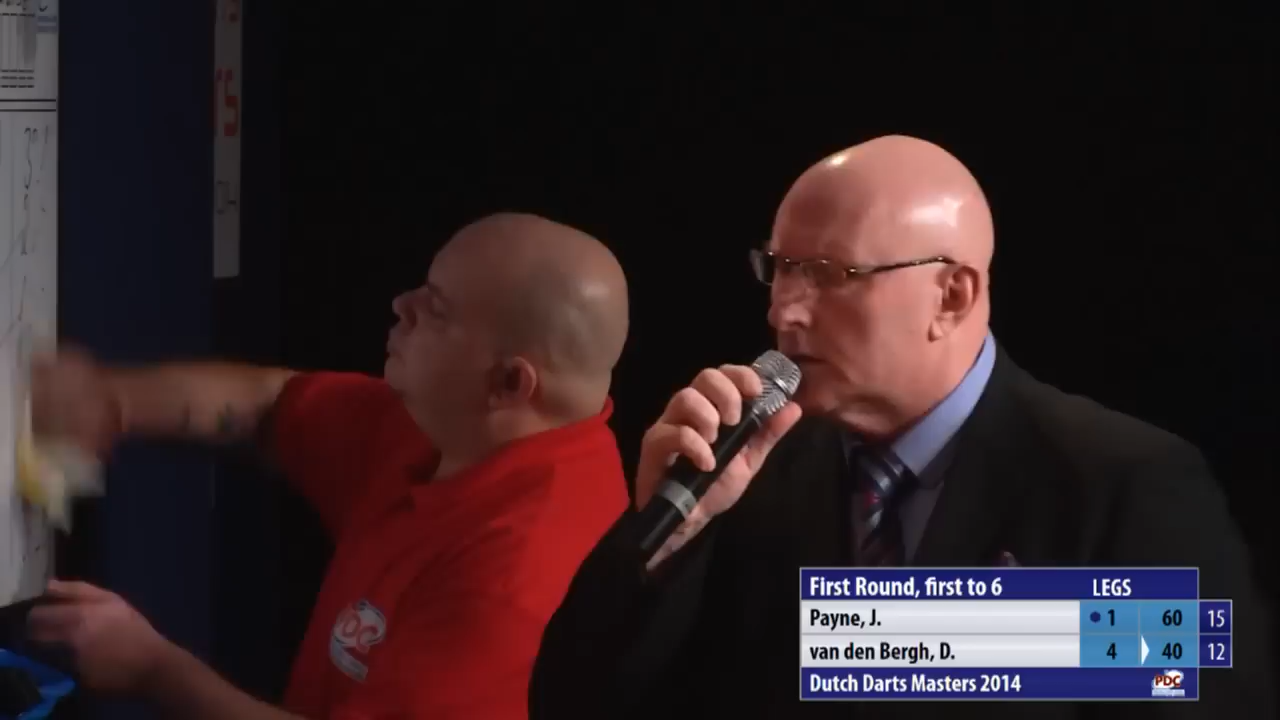 First Round, first to 6 LEGS
Payne, J. 1 60 15
van den Bergh, D. 4 40 12
Dutch Darts Masters 2014 PDC
PDC